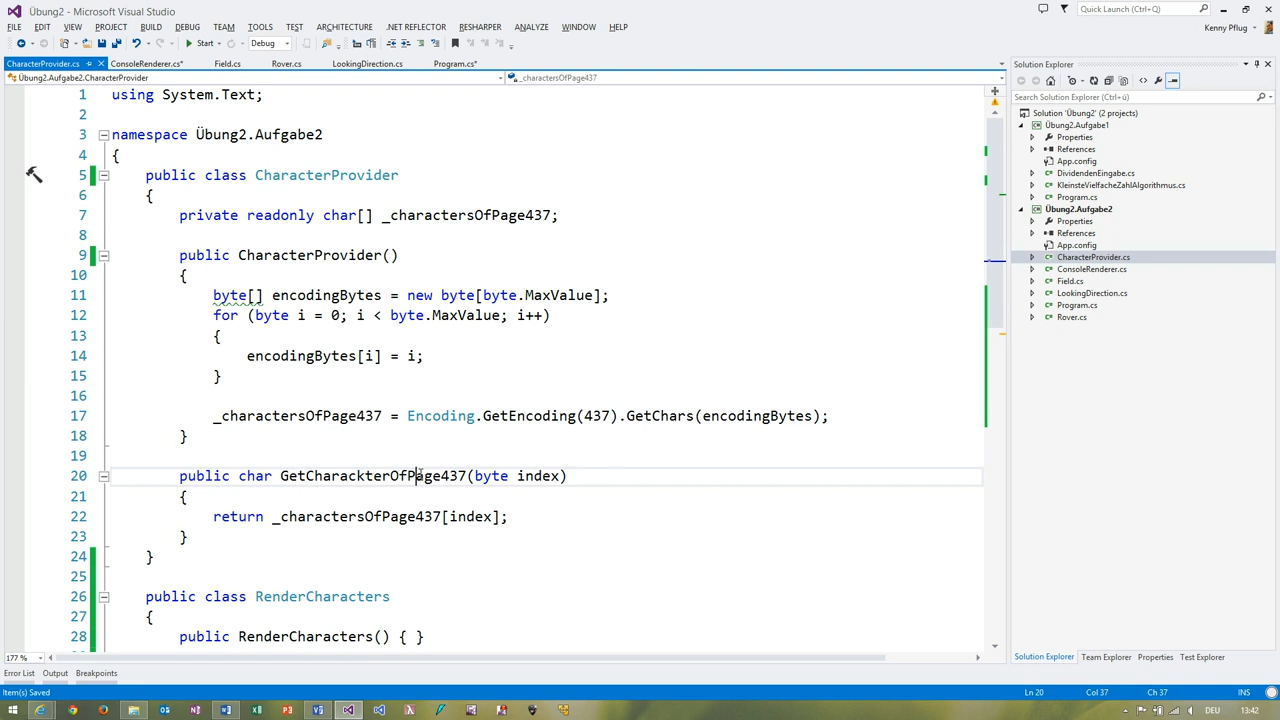 Übung2 - Microsoft Visual Studio
Quick Launch (Ctrl+Q)
FILE EDIT VIEW PROJECT BUILD DEBUG TEAM TOOLS TEST ARCHITECTURE .NET REFLECTOR RESHARPER ANALYZE WINDOW HELP
Kenny Pflug
Start Debug
CharacterProvider.cs ConsoleRenderer.cs* Field.cs Rover.cs LookingDirection.cs Program.cs*
Übung2.Aufgabe2.CharacterProvider
_charactersOfPage437
1 using System.Text;
2
3 namespace Übung2.Aufgabe2
4 {
5 public class CharacterProvider
6 {
7 private readonly char[] _charactersOfPage437;
8
9 public CharacterProvider()
10 {
11 byte[] encodingBytes = new byte[byte.MaxValue];
12 for (byte i = 0; i < byte.MaxValue; i++)
13 {
14 encodingBytes[i] = i;
15 }
16
17 _charactersOfPage437 = Encoding.GetEncoding(437).GetChars(encodingBytes);
18 }
19
20 public char GetCharackterOfPage437(byte index)
21 {
22 return _charactersOfPage437[index];
23 }
24 }
25
26 public class RenderCharacters
27 {
28 public RenderCharacters() { }
177 %
Solution Explorer
Search Solution Explorer (Ctrl+ü)
Solution 'Übung2' (2 projects)
Übung2.Aufgabe1
Properties
References
App.config
DividendenEingabe.cs
KleinsteVielfacheZahlAlgorithmus.cs
Program.cs
Übung2.Aufgabe2
Properties
References
App.config
CharacterProvider.cs
ConsoleRenderer.cs
Field.cs
LookingDirection.cs
Program.cs
Rover.cs
Solution Explorer Team Explorer Properties Test Explorer
Error List Output Breakpoints
Item(s) Saved Ln 20 Col 37 Ch 37 INS
DEU 13:42